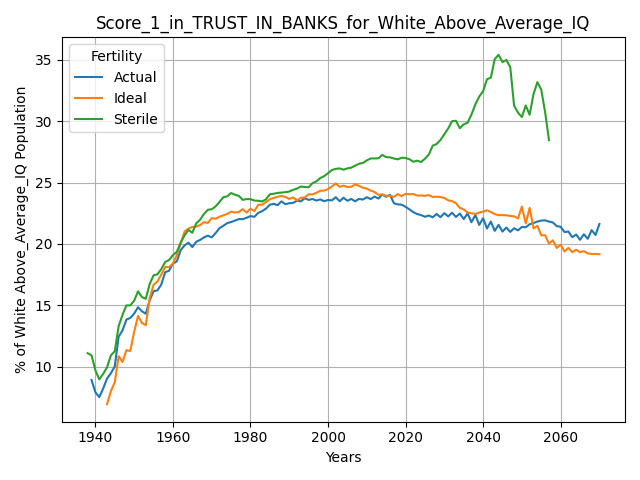 Score_1_in_TRUST_IN_BANKS_for_White_Above_Average_IQ
Fertility
Actual
Ideal
Sterile
% of White Above_Average_IQ Population
35
30
25
20
15
10
1940
1960
1980
2000
2020
2040
2060
Years